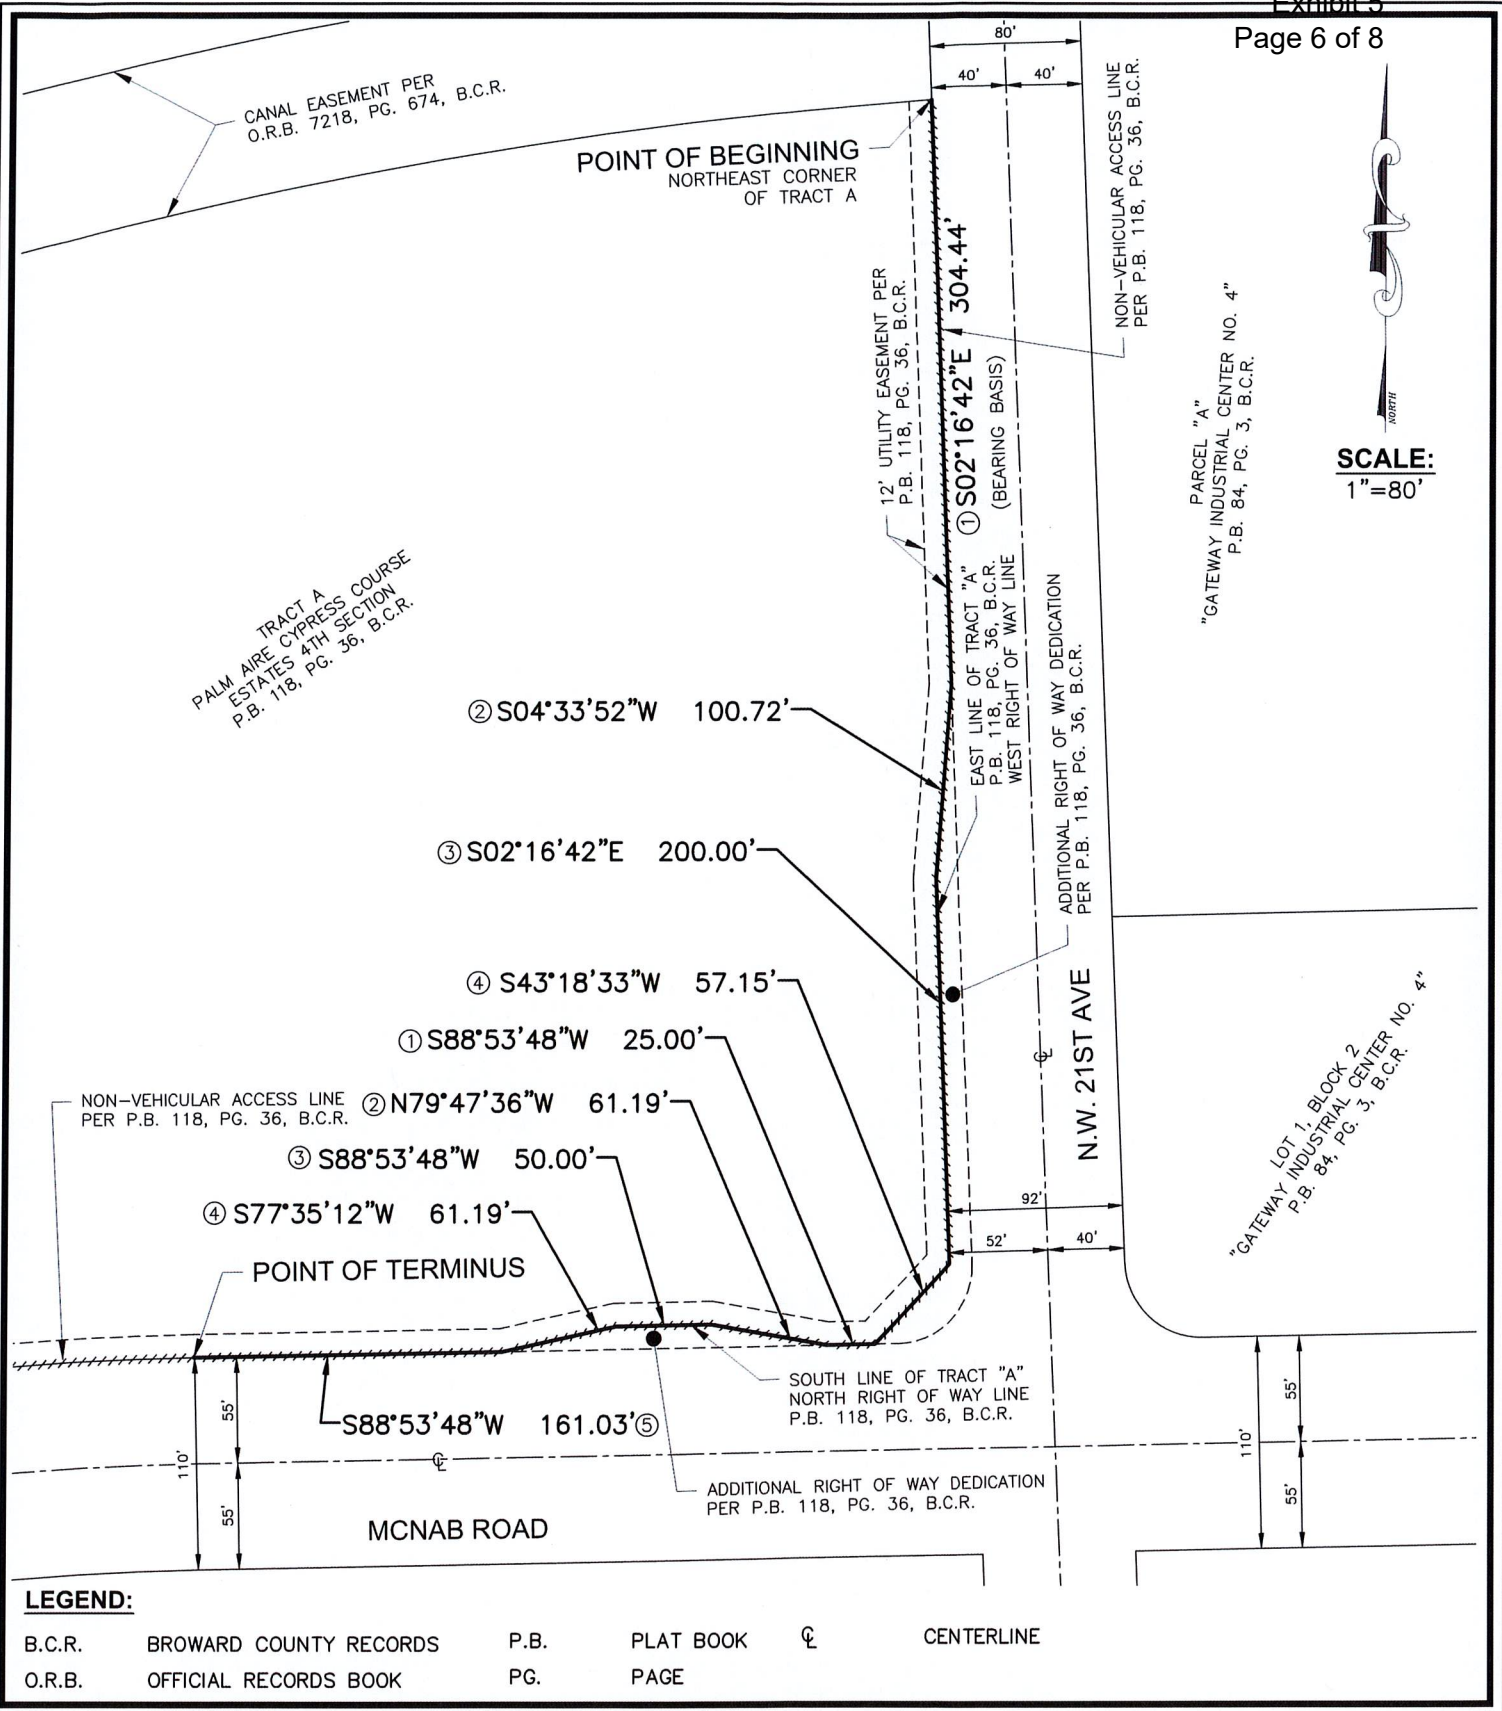 Exhibit 5
Page 6 of 8
80'
40'
40'
CANAL EASEMENT PER
O.R.B. 7218, PG. 674, B.C.R.
POINT OF BEGINNING
NORTHEAST CORNER
OF TRACT A
NON-VEHICULAR ACCESS LINE
PER P.B. 118, PG. 36, B.C.R.
NORTH
SCALE:
1"=80'
12' UTILITY EASEMENT PER
P.B. 118, PG. 36, B.C.R.
① S02°16'42"E 304.44'
(BEARING BASIS)
PARCEL "A"
"GATEWAY INDUSTRIAL CENTER NO. 4"
P.B. 84, PG. 3, B.C.R.
TRACT A
PALM AIRE CYPRESS COURSE
ESTATES 4TH SECTION
P.B. 118, PG. 36, B.C.R.
EAST LINE OF TRACT "A"
P.B. 118, PG. 36, B.C.R.
WEST RIGHT OF WAY LINE
ADDITIONAL RIGHT OF WAY DEDICATION
PER P.B. 118, PG. 36, B.C.R.
② S04°33'52"W 100.72'
③ S02°16'42"E 200.00'
④ S43°18'33"W 57.15'
① S88°53'48"W 25.00'
NON-VEHICULAR ACCESS LINE
PER P.B. 118, PG. 36, B.C.R.
② N79°47'36"W 61.19'
③ S88°53'48"W 50.00'
④ S77°35'12"W 61.19'
POINT OF TERMINUS
℄
N.W. 21ST AVE
LOT 1, BLOCK 2
"GATEWAY INDUSTRIAL CENTER NO. 4"
P.B. 84, PG. 3, B.C.R.
92'
52'
40'
SOUTH LINE OF TRACT "A"
NORTH RIGHT OF WAY LINE
P.B. 118, PG. 36, B.C.R.
S88°53'48"W 161.03' ⑤
55'
110'
55'
℄
55'
110'
55'
ADDITIONAL RIGHT OF WAY DEDICATION
PER P.B. 118, PG. 36, B.C.R.
MCNAB ROAD
LEGEND:
B.C.R. BROWARD COUNTY RECORDS P.B. PLAT BOOK ℄ CENTERLINE
O.R.B. OFFICIAL RECORDS BOOK PG. PAGE